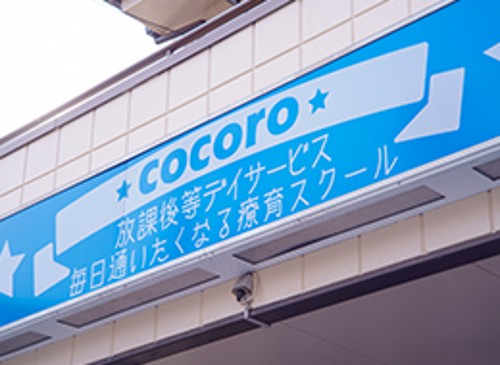 ★cocoro★
放課後等デイサービス
毎日通いたくなる療育スクール